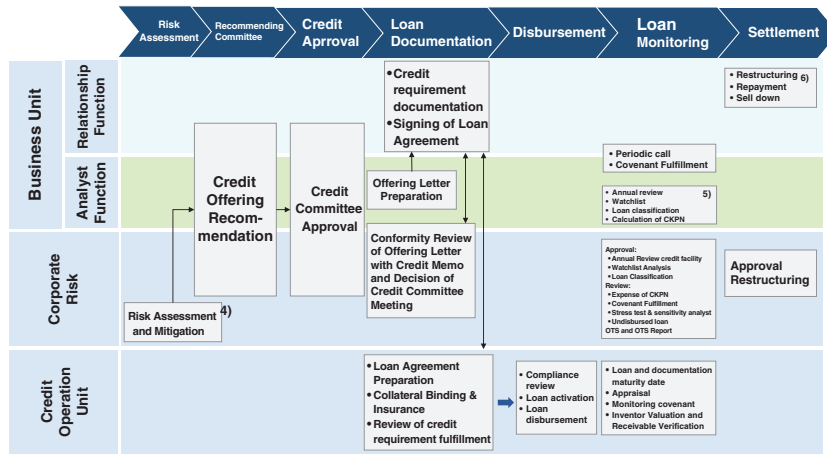 Risk
Assessment
Recommending
Committee
Credit
Aprroval
Loan
Documentation
Disbursement
Loan
Monitoring
Settlement
Business Unit
Relationship
Function
Analyst
Function
Corporate
Risk
Credit
Operation
Unit
•Credit
requirement
documentation
•Signing of Loan
Agreement
• Restructuring 6)
• Repayment
• Sell down
Credit
Offering
Recom-
mendation
Credit
Committee
Approval
Offering Letter
Preparation
• Periodic call
• Covenant Fulfillment
• Annual review 5)
• Watchlist
• Loan classification
• Calculation of CKPN
Conformity Review
of Offering Letter
with Credit Memo
and Decision of
Credit Committee
Meeting
Risk Assessment 4)
and Mitigation
Approval:
• Annual Review credit facility
• Watchlist Analysis
• Loan Classification
Review:
• Expense of CKPN
• Covenant Fulfillment
• Stress test & sensitivity analyst
• Undisbursed loan
OTS and OTS Report
Approval
Restructuring
• Loan Agreement
Preparation
• Collateral Binding &
Insurance
• Review of credit
requirement fulfillment
• Compliance
review
• Loan activation
• Loan
disbursement
• Loan and documentation
maturity date
• Appraisal
• Monitoring covenant
• Inventor Valuation and
Receivable Verification